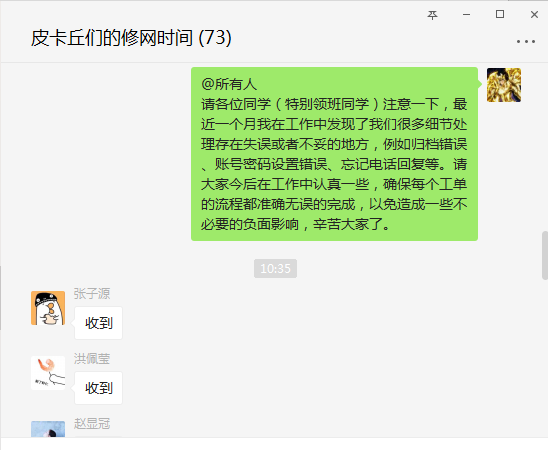 皮卡丘们的修网时间 (73)
@所有人
请各位同学（特别领班同学）注意一下，最
近一个月我在工作中发现了我们很多细节处
理存在失误或者不妥的地方，例如归档错误
、账号密码设置错误、忘记电话回复等。请
大家今后在工作中认真一些，确保每个工单
的流程都准确无误的完成，以免造成一些不
必要的负面影响，辛苦大家了。
10:35
张子源
收到
洪佩莹
收到
赵显冠